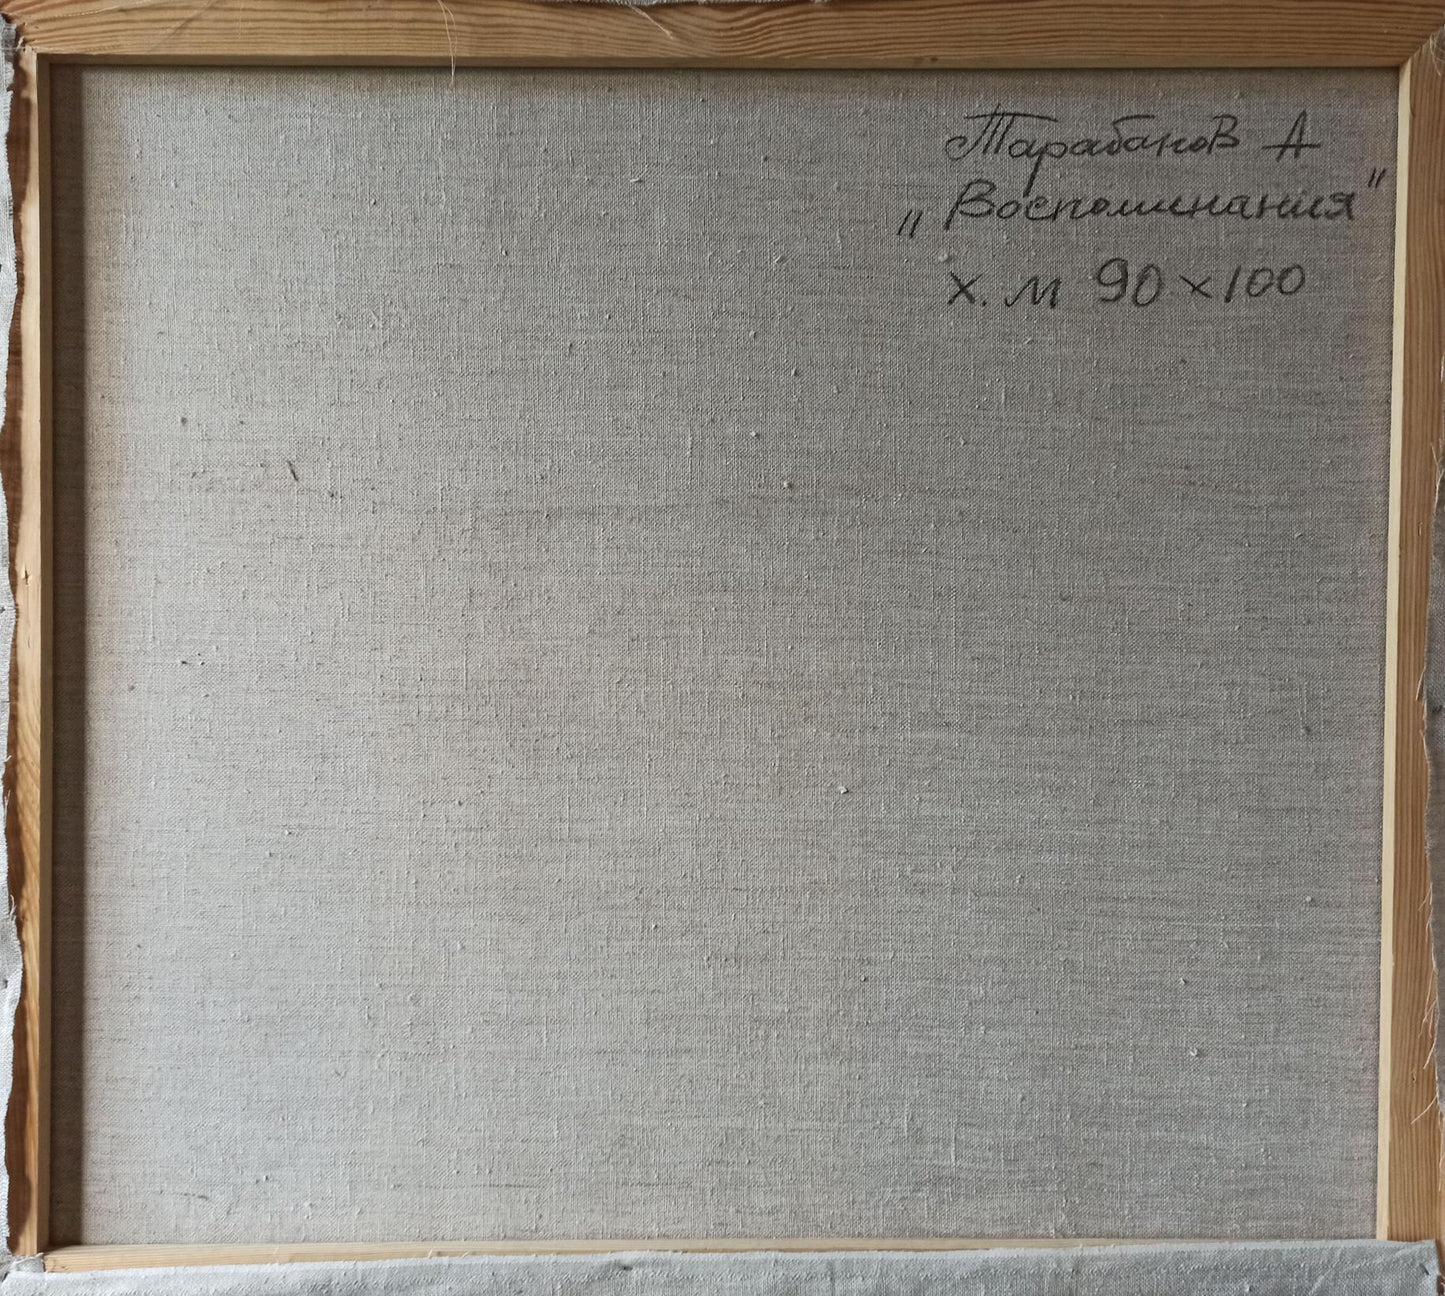 Тарабанов А
„Воспоминания"
х. м 90 х 100